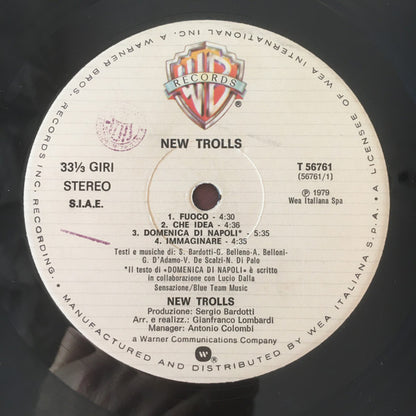 A WARNER BROS. RECORDS INC. RECORDING.
A LICENSEE OF WEA INTERNATIONAL INC. A WARNER
MANUFACTURED AND DISTRIBUTED BY WEA ITALIANA S.P.A.
WB
RECORDS
®
NEW TROLLS
33⅓ GIRI
STEREO
S.I.A.E.
T 56761
(56761/1)
Ⓟ 1979
Wea Italiana Spa
1. FUOCO - 4:30
2. CHE IDEA - 4:36
3. DOMENICA DI NAPOLI* - 5:35
4. IMMAGINARE - 4:35
Testi e musiche di: S. Bardotti-G. Belleno-A. Belloni-
G. D'Adamo-V. De Scalzi-N. Di Palo
*Il testo di «DOMENICA DI NAPOLI» è scritto
in collaborazione con Lucio Dalla
Sensazione/Blue Team Music
NEW TROLLS
Produzione: Sergio Bardotti
Arr. e realizz.: Gianfranco Lombardi
Manager: Antonio Colombi
a Warner Communications Company